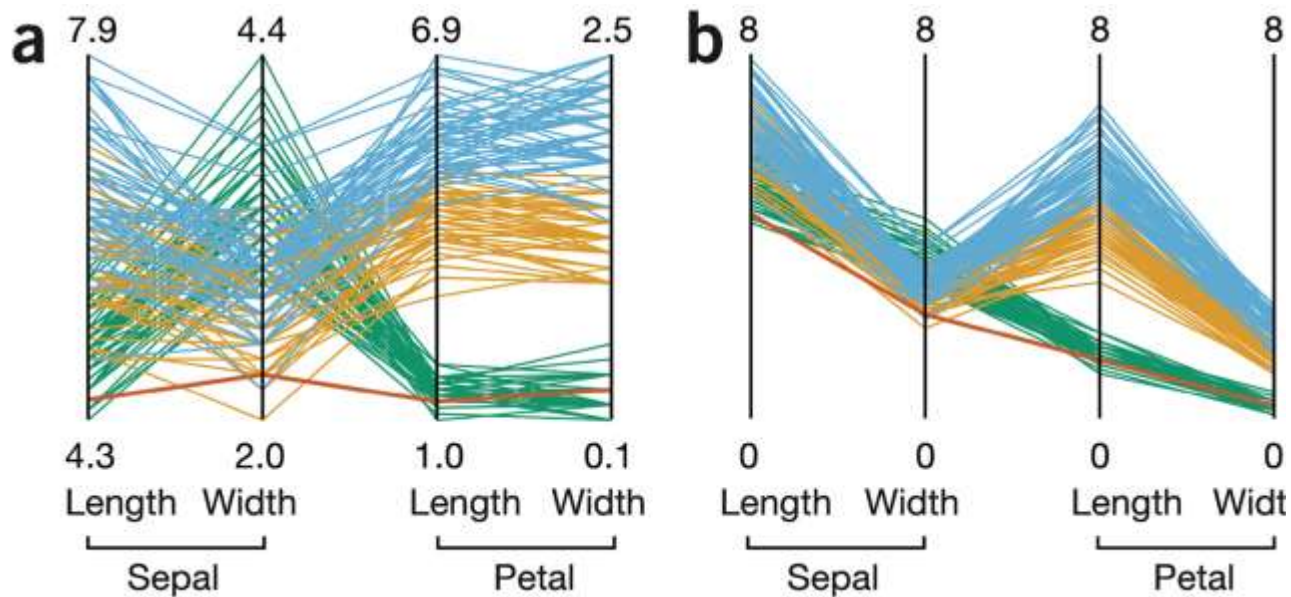 a 7.9 4.4 6.9 2.5 b 8 8 8 8
4.3 2.0 1.0 0.1 0 0 0 0
Length Width Length Width Length Width Length Widt
Sepal Petal Sepal Petal